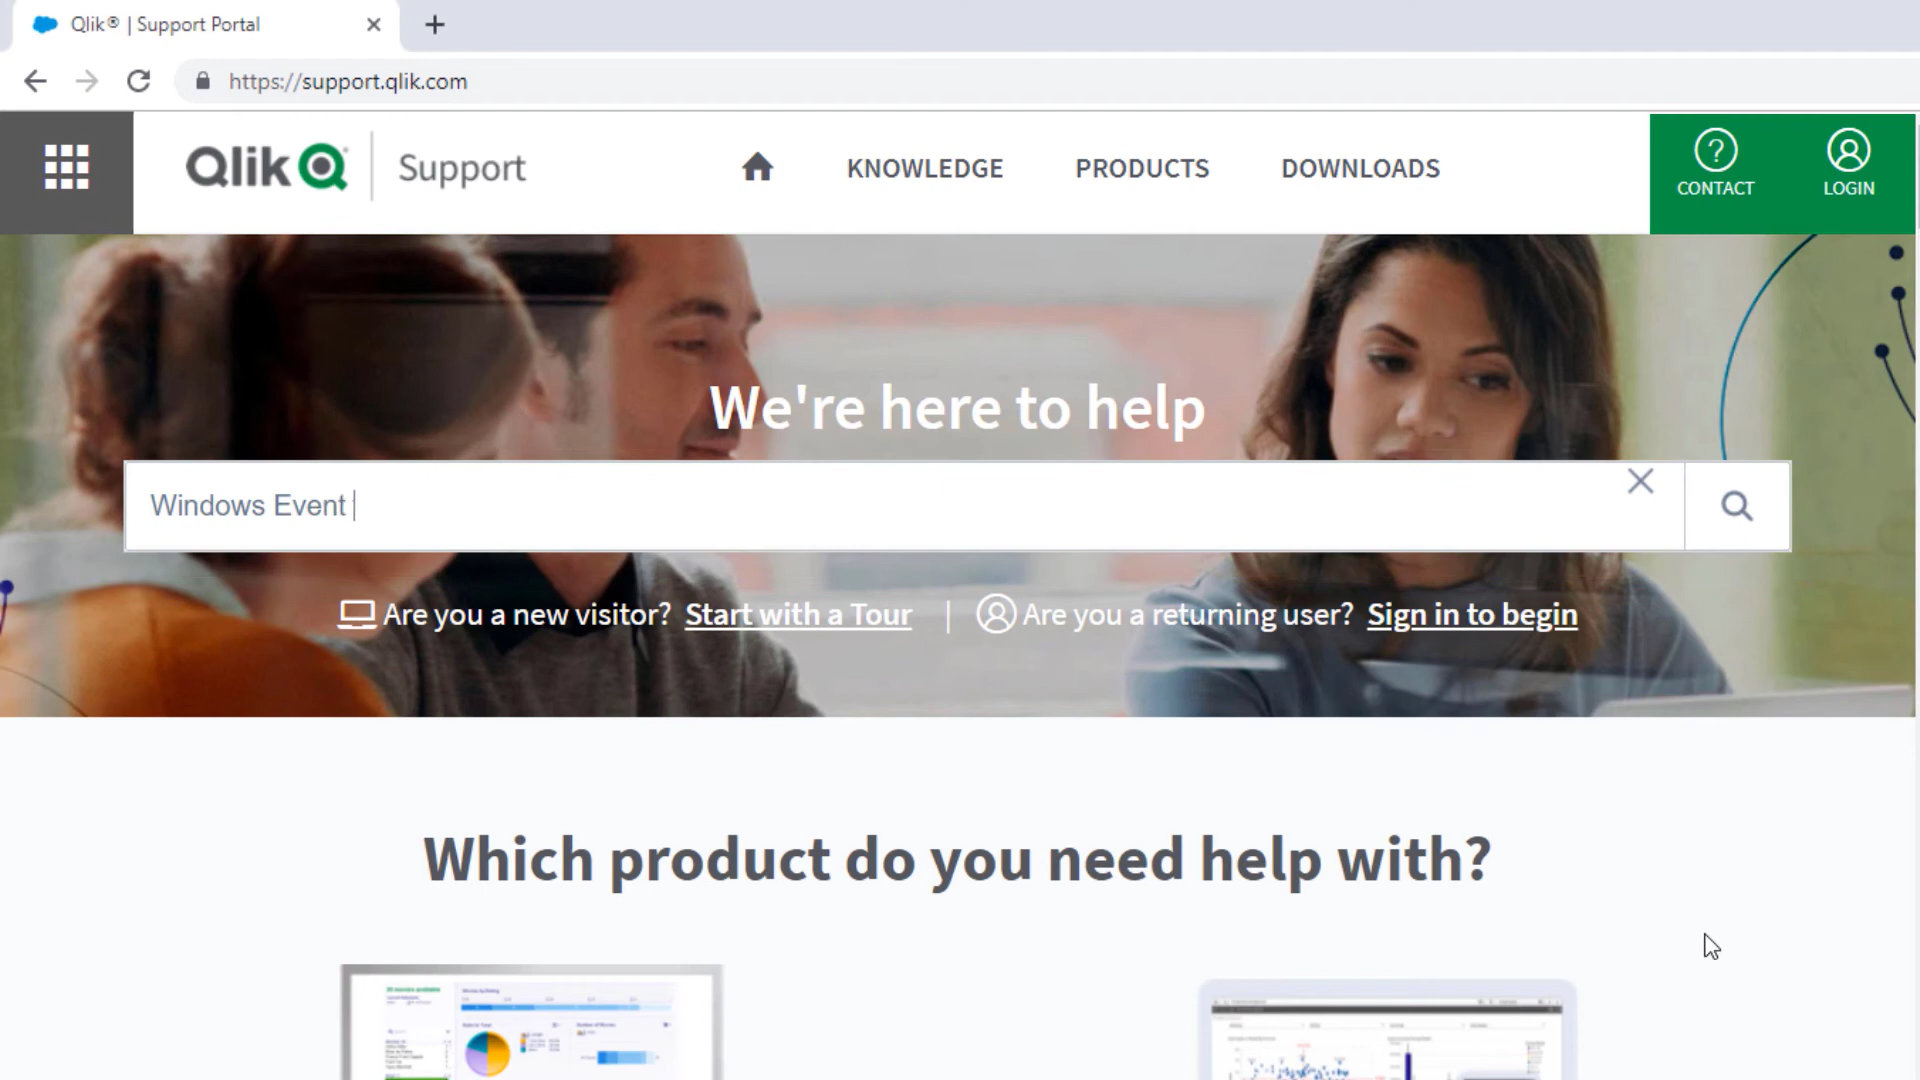 Qlik® | Support Portal
https://support.qlik.com
Qlik Support
KNOWLEDGE
PRODUCTS
DOWNLOADS
CONTACT
LOGIN
We're here to help
Windows Event
Are you a new visitor? Start with a Tour | Are you a returning user? Sign in to begin
Which product do you need help with?